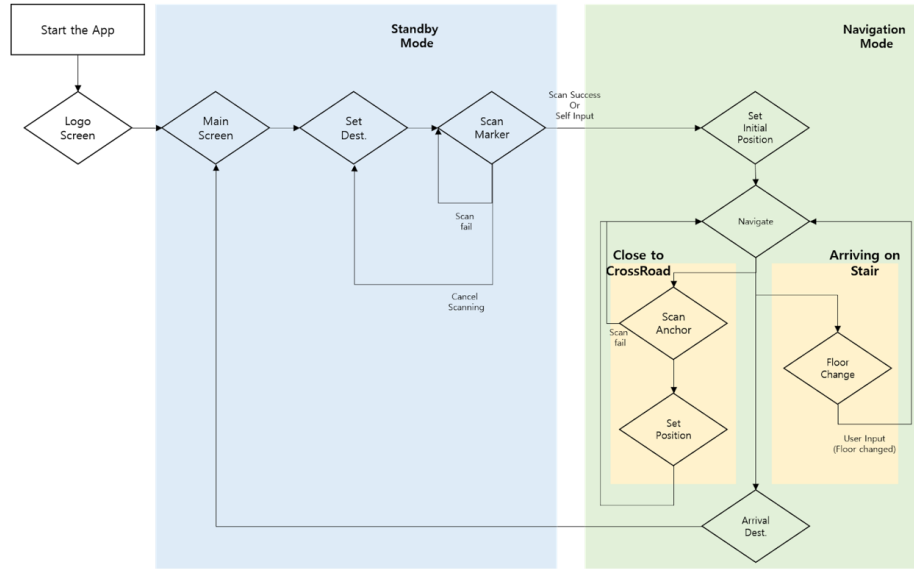 Start the App
Standby
Mode
Navigation
Mode
Logo
Screen
Main
Screen
Set
Dest.
Scan
Marker
Scan Success
Or
Self Input
Set
Initial
Position
Scan
fail
Cancel
Scanning
Navigate
Close to
CrossRoad
Arriving on
Stair
Scan
Anchor
Scan
fail
Floor
Change
Set
Position
User Input
(Floor changed)
Arrival
Dest.